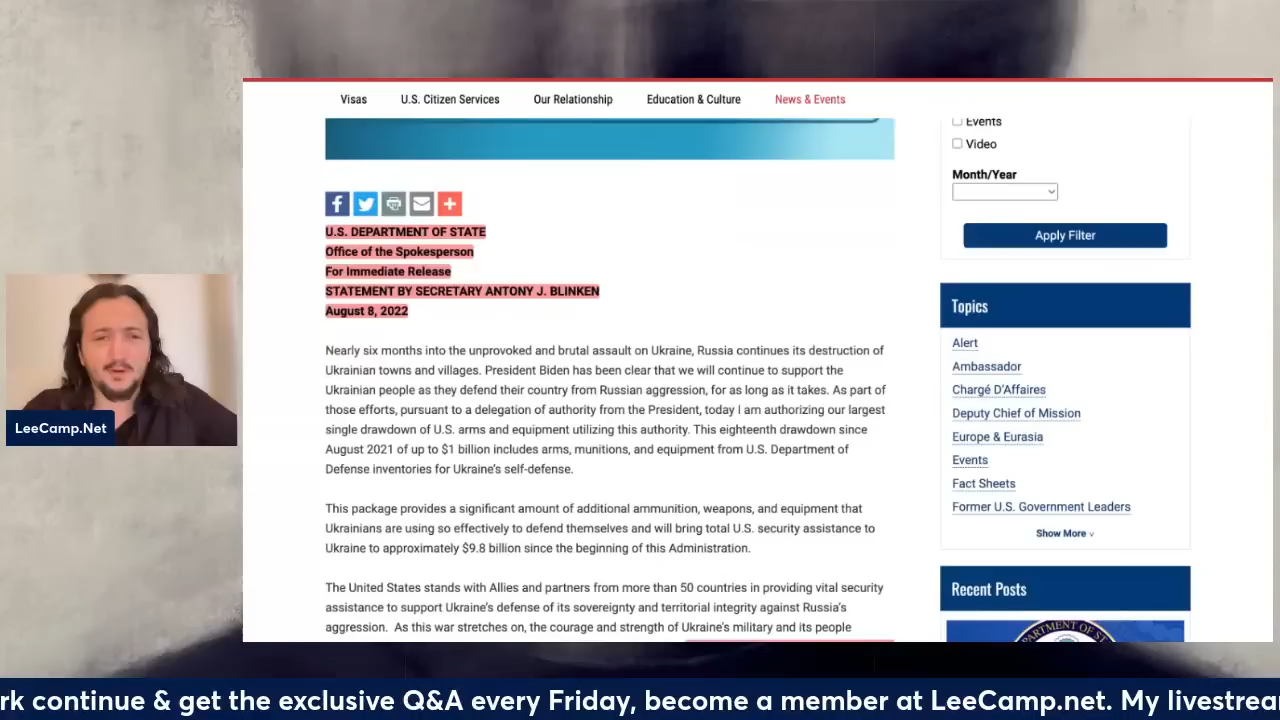 Visas U.S. Citizen Services Our Relationship Education & Culture News & Events
U.S. DEPARTMENT OF STATE
Office of the Spokesperson
For Immediate Release
STATEMENT BY SECRETARY ANTONY J. BLINKEN
August 8, 2022
Nearly six months into the unprovoked and brutal assault on Ukraine, Russia continues its destruction of
Ukrainian towns and villages. President Biden has been clear that we will continue to support the
Ukrainian people as they defend their country from Russian aggression, for as long as it takes. As part of
those efforts, pursuant to a delegation of authority from the President, today I am authorizing our largest
single drawdown of U.S. arms and equipment utilizing this authority. This eighteenth drawdown since
August 2021 of up to $1 billion includes arms, munitions, and equipment from U.S. Department of
Defense inventories for Ukraine's self-defense.
This package provides a significant amount of additional ammunition, weapons, and equipment that
Ukrainians are using so effectively to defend themselves and will bring total U.S. security assistance to
Ukraine to approximately $9.8 billion since the beginning of this Administration.
The United States stands with Allies and partners from more than 50 countries in providing vital security
assistance to support Ukraine's defense of its sovereignty and territorial integrity against Russia's
aggression. As this war stretches on, the courage and strength of Ukraine's military and its people
Events
Video
Month/Year
Apply Filter
Topics
Alert
Ambassador
Chargé D'Affaires
Deputy Chief of Mission
Europe & Eurasia
Events
Fact Sheets
Former U.S. Government Leaders
Show More
Recent Posts
LeeCamp.Net
rk continue & get the exclusive Q&A every Friday, become a member at LeeCamp.net. My livestrea